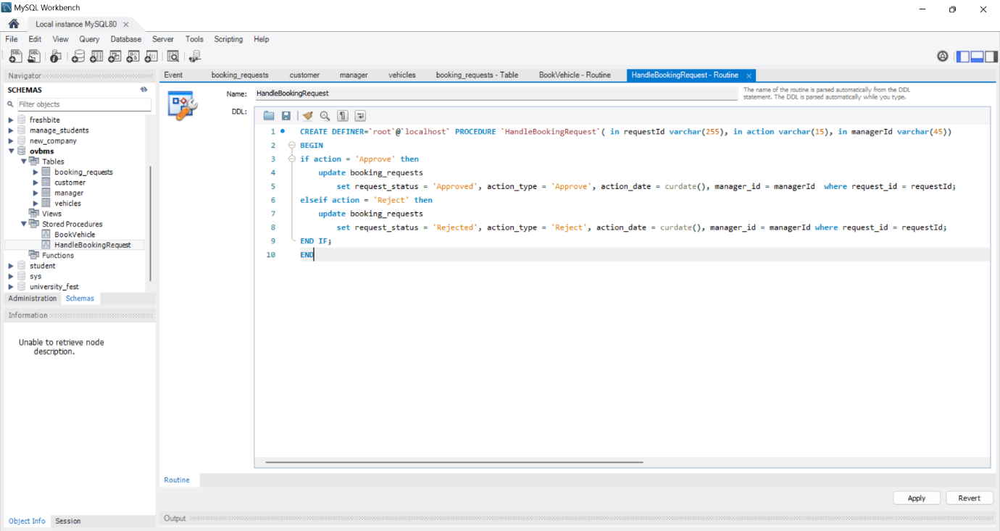 MySQL Workbench
Local instance MySQL80
File Edit View Query Database Server Tools Scripting Help
Navigator
SCHEMAS
Filter objects
freshbite
manage_students
new_company
ovbms
Tables
booking_requests
customer
manager
vehicles
Views
Stored Procedures
BookVehicle
HandleBookingRequest
Functions
student
sys
university_fest
Administration Schemas
Information
Unable to retrieve node
description.
Object Info Session
Event booking_requests customer manager vehicles booking_requests - Table BookVehicle - Routine HandleBookingRequest - Routine
Name: HandleBookingRequest
The name of the routine is parsed automatically from the DDL
statement. The DDL is parsed automatically while you type.
DDL:
1 CREATE DEFINER=`root`@`localhost` PROCEDURE `HandleBookingRequest`( in requestId varchar(255), in action varchar(15), in managerId varchar(45))
2 BEGIN
3 if action = 'Approve' then
4 update booking_requests
5 set request_status = 'Approved', action_type = 'Approve', action_date = curdate(), manager_id = managerId  where request_id = requestId;
6 elseif action = 'Reject' then
7 update booking_requests
8 set request_status = 'Rejected', action_type = 'Reject', action_date = curdate(), manager_id = managerId where request_id = requestId;
9 END IF;
10 END
Routine
Apply Revert
Output